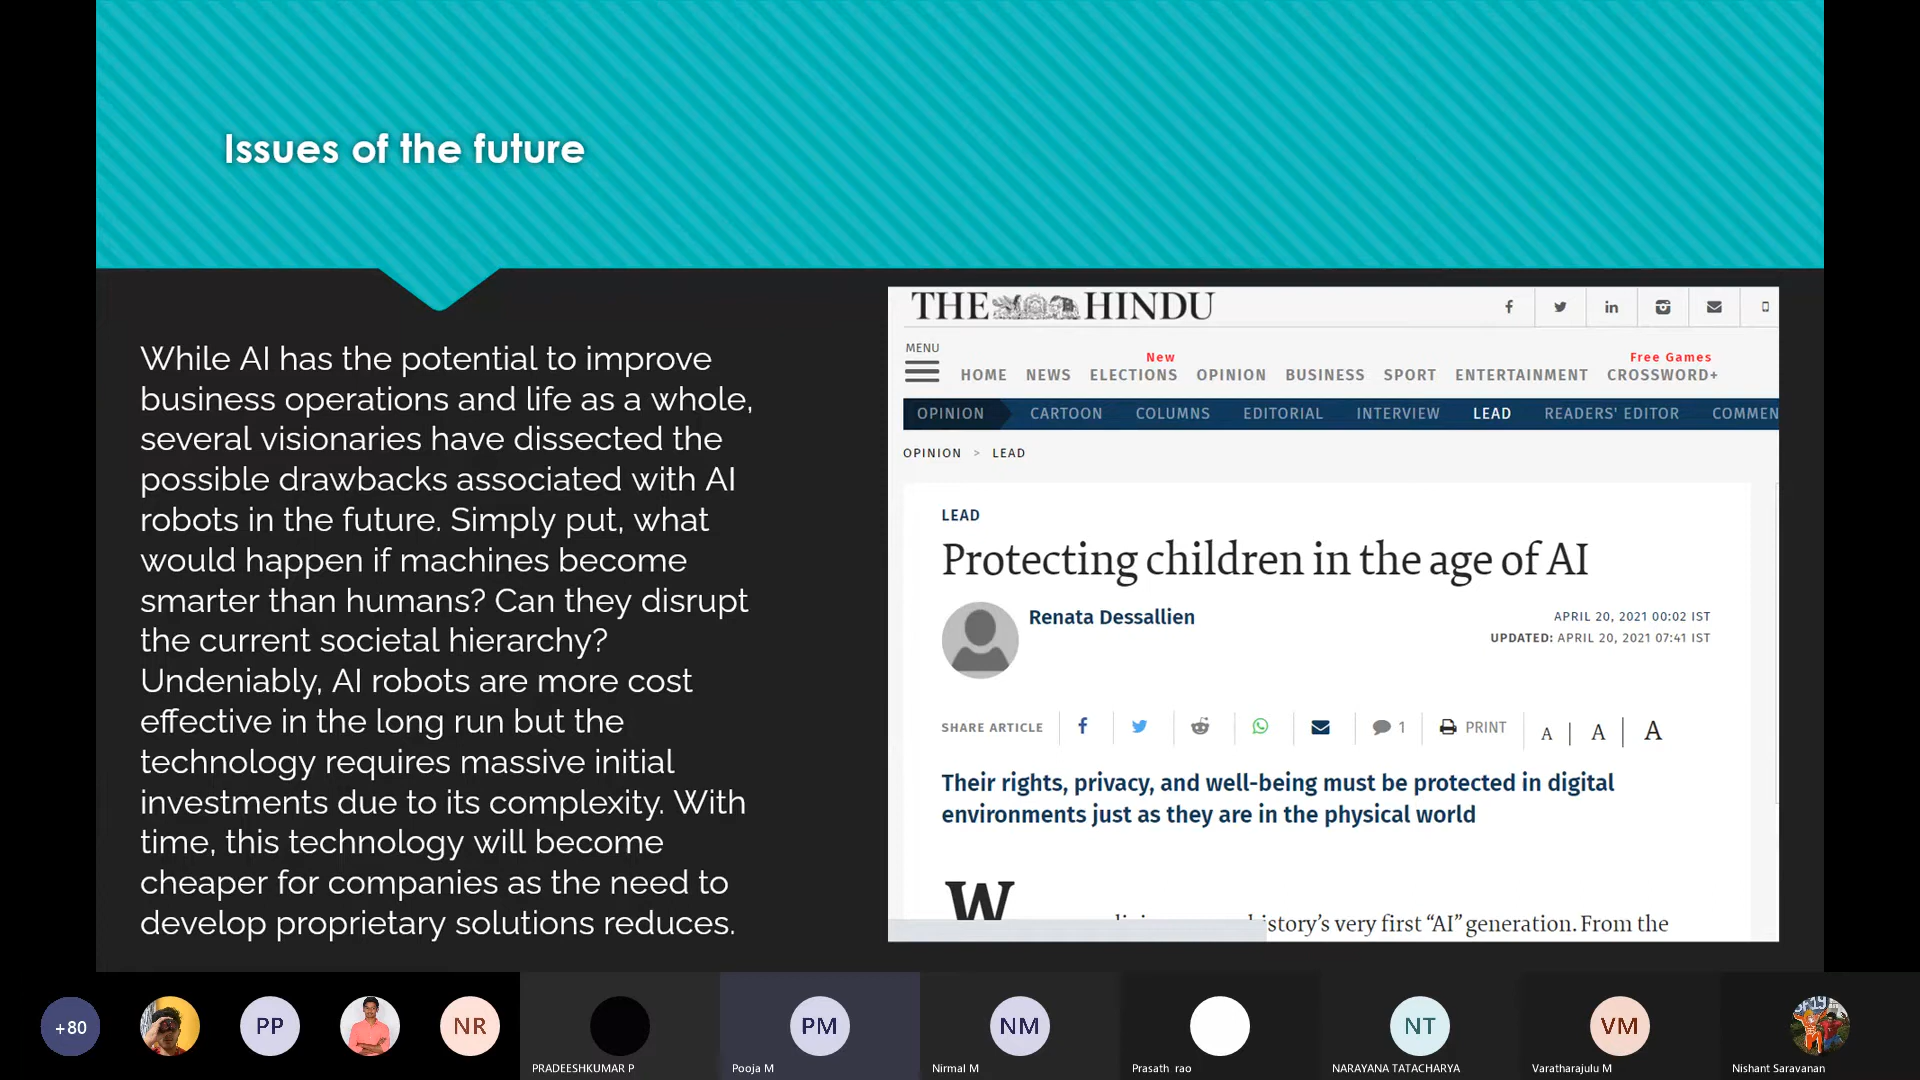 Issues of the future
While AI has the potential to improve
business operations and life as a whole,
several visionaries have dissected the
possible drawbacks associated with AI
robots in the future. Simply put, what
would happen if machines become
smarter than humans? Can they disrupt
the current societal hierarchy?
Undeniably, AI robots are more cost
effective in the long run but the
technology requires massive initial
investments due to its complexity. With
time, this technology will become
cheaper for companies as the need to
develop proprietary solutions reduces.
THE HINDU
MENU
New
Free Games
HOME NEWS ELECTIONS OPINION BUSINESS SPORT ENTERTAINMENT CROSSWORD+
OPINION CARTOON COLUMNS EDITORIAL INTERVIEW LEAD READERS' EDITOR COMMEN
OPINION > LEAD
LEAD
Protecting children in the age of AI
Renata Dessallien
APRIL 20, 2021 00:02 IST
UPDATED: APRIL 20, 2021 07:41 IST
SHARE ARTICLE 1 PRINT A | A | A
Their rights, privacy, and well-being must be protected in digital
environments just as they are in the physical world
W
istory's very first “AI” generation. From the
+80 PP NR PM NM NT VM
PRADEESHKUMAR P Pooja M Nirmal M Prasath rao NARAYANA TATACHARYA Varatharajulu M Nishant Saravanan